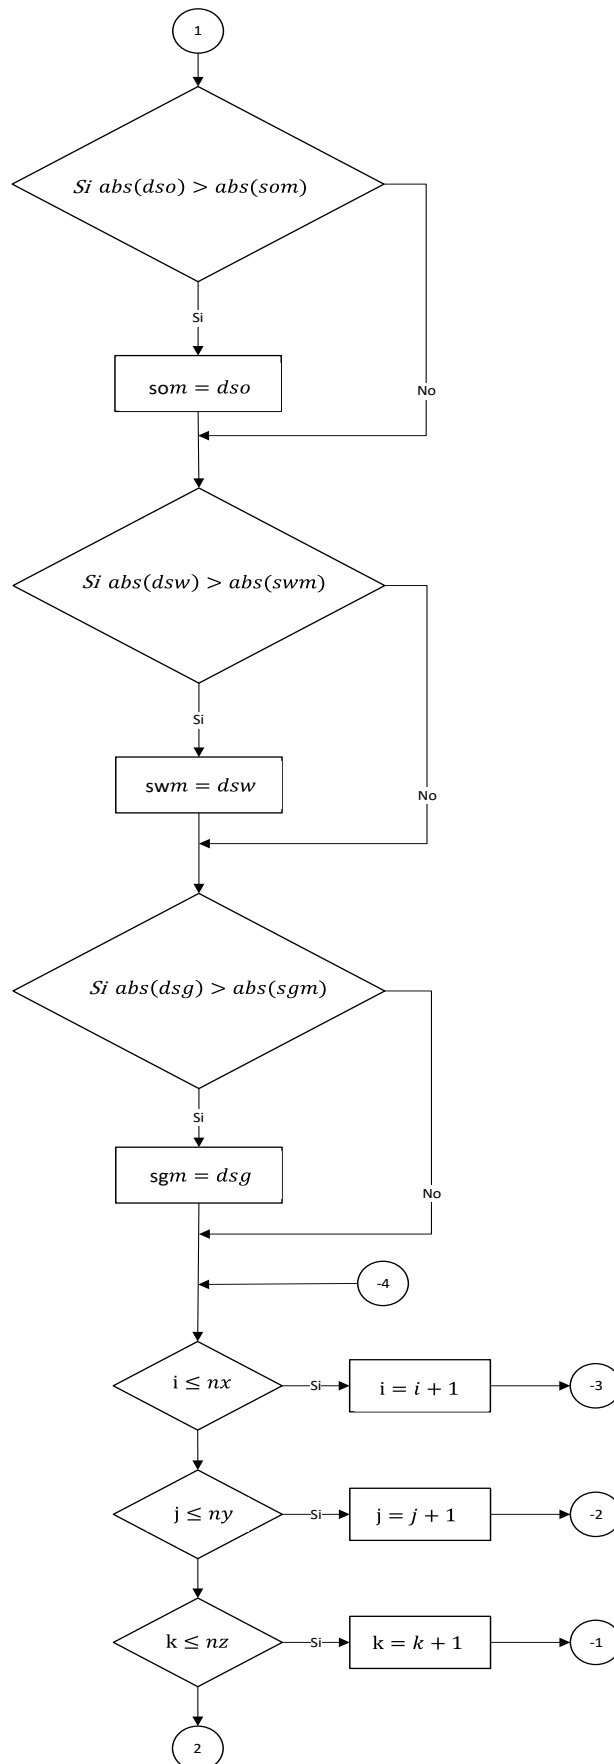 1
Si abs(dso) > abs(som)
Si
som = dso
No
Si abs(dsw) > abs(swm)
Si
swm = dsw
No
Si abs(dsg) > abs(sgm)
Si
sgm = dsg
No
-4
i ≤ nx
Si
i = i + 1
-3
j ≤ ny
Si
j = j + 1
-2
k ≤ nz
Si
k = k + 1
-1
2